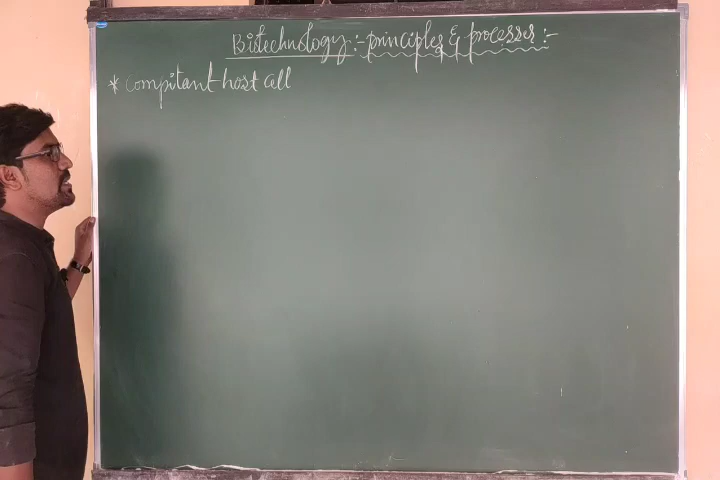 Biotechnology :- principles & processes :-
* compitant host cell